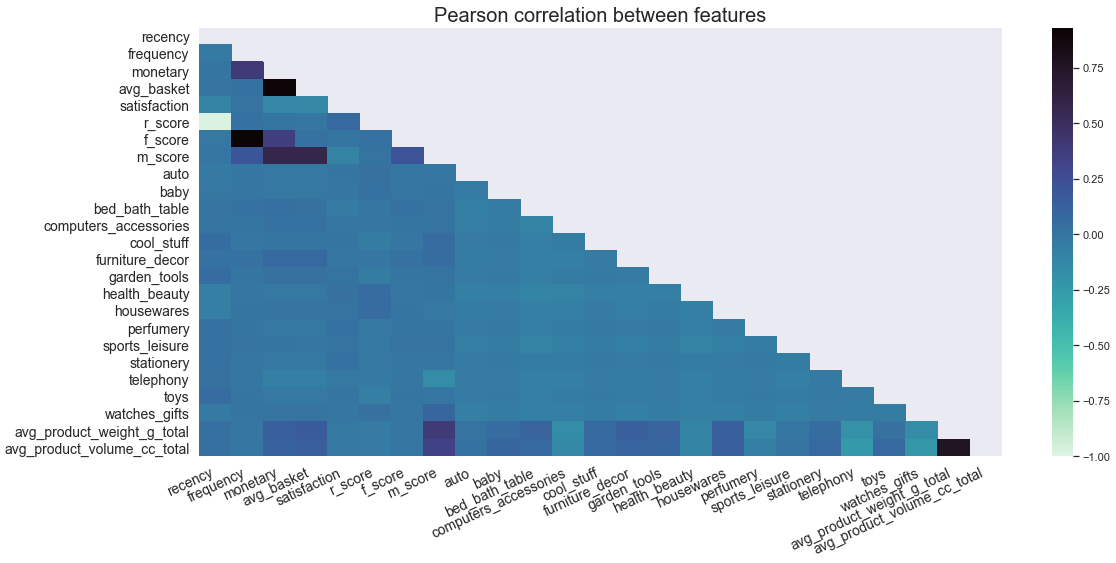 Pearson correlation between features
recency
frequency
monetary
avg_basket
satisfaction
r_score
f_score
m_score
auto
baby
bed_bath_table
computers_accessories
cool_stuff
furniture_decor
garden_tools
health_beauty
housewares
perfumery
sports_leisure
stationery
telephony
toys
watches_gifts
avg_product_weight_g_total
avg_product_volume_cc_total
recency
frequency
monetary
avg_basket
satisfaction
r_score
f_score
m_score
auto
baby
bed_bath_table
computers_accessories
cool_stuff
furniture_decor
garden_tools
health_beauty
housewares
perfumery
sports_leisure
stationery
telephony
toys
watches_gifts
avg_product_weight_g_total
avg_product_volume_cc_total
0.75
0.50
0.25
0.00
−0.25
−0.50
−0.75
−1.00